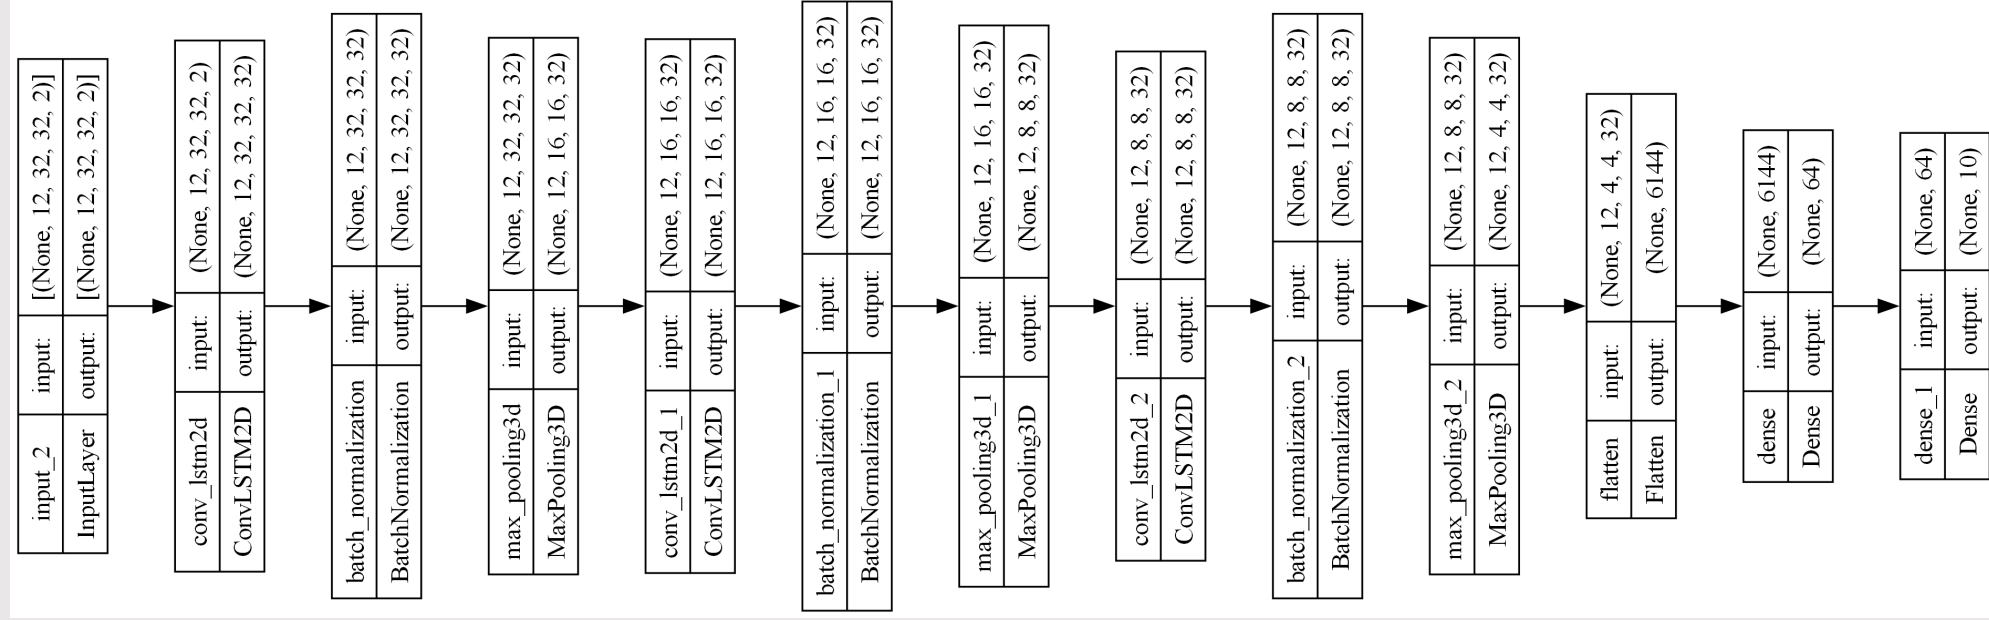 input_2 input: [(None, 12, 32, 32, 2)]
InputLayer output: [(None, 12, 32, 32, 2)]
conv_lstm2d input: (None, 12, 32, 32, 2)
ConvLSTM2D output: (None, 12, 32, 32, 32)
batch_normalization input: (None, 12, 32, 32, 32)
BatchNormalization output: (None, 12, 32, 32, 32)
max_pooling3d input: (None, 12, 32, 32, 32)
MaxPooling3D output: (None, 12, 16, 16, 32)
conv_lstm2d_1 input: (None, 12, 16, 16, 32)
ConvLSTM2D output: (None, 12, 16, 16, 32)
batch_normalization_1 input: (None, 12, 16, 16, 32)
BatchNormalization output: (None, 12, 16, 16, 32)
max_pooling3d_1 input: (None, 12, 16, 16, 32)
MaxPooling3D output: (None, 12, 8, 8, 32)
conv_lstm2d_2 input: (None, 12, 8, 8, 32)
ConvLSTM2D output: (None, 12, 8, 8, 32)
batch_normalization_2 input: (None, 12, 8, 8, 32)
BatchNormalization output: (None, 12, 8, 8, 32)
max_pooling3d_2 input: (None, 12, 8, 8, 32)
MaxPooling3D output: (None, 12, 4, 4, 32)
flatten input: (None, 12, 4, 4, 32)
Flatten output: (None, 6144)
dense input: (None, 6144)
Dense output: (None, 64)
dense_1 input: (None, 64)
Dense output: (None, 10)